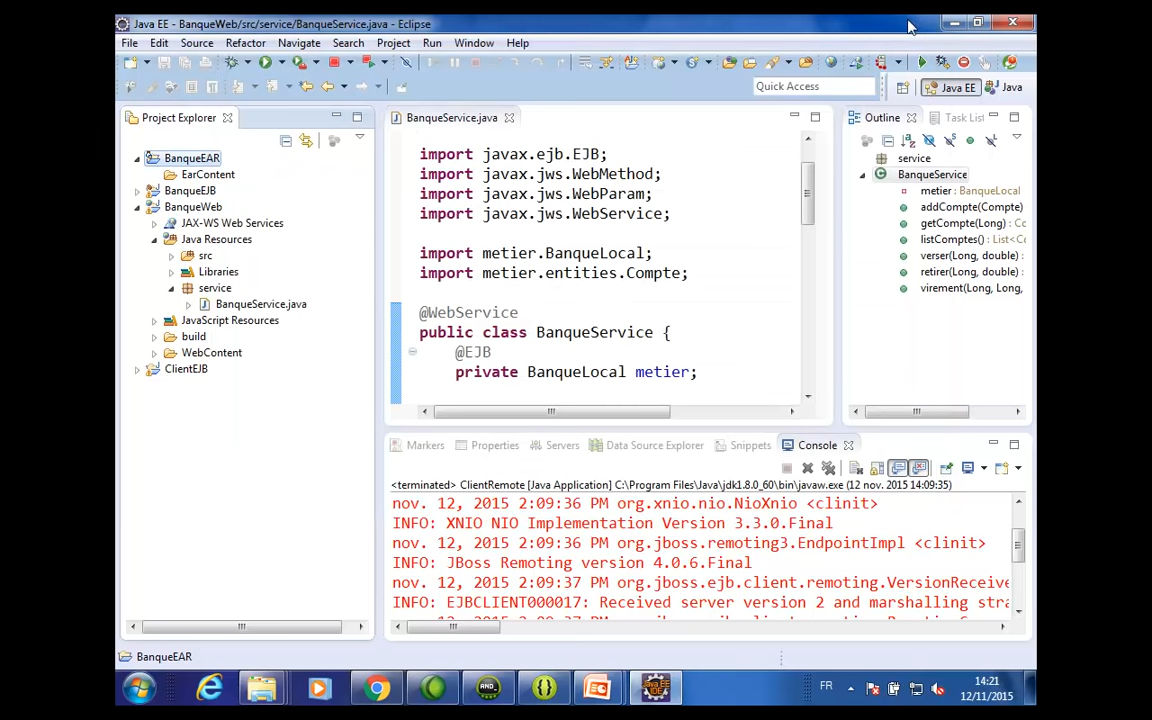 Java EE - BanqueWeb/src/service/BanqueService.java - Eclipse
File Edit Source Refactor Navigate Search Project Run Window Help
Quick Access
Java EE
Java
Project Explorer
BanqueEAR
EarContent
BanqueEJB
BanqueWeb
JAX-WS Web Services
Java Resources
src
Libraries
service
BanqueService.java
JavaScript Resources
build
WebContent
ClientEJB
BanqueService.java
import javax.ejb.EJB;
import javax.jws.WebMethod;
import javax.jws.WebParam;
import javax.jws.WebService;
import metier.BanqueLocal;
import metier.entities.Compte;
@WebService
public class BanqueService {
@EJB
private BanqueLocal metier;
Outline
Task List
service
BanqueService
metier : BanqueLocal
addCompte(Compte)
getCompte(Long) : Co
listComptes() : List<Co
verser(Long, double)
retirer(Long, double) :
virement(Long, Long,
Markers Properties Servers Data Source Explorer Snippets Console
<terminated> ClientRemote [Java Application] C:\Program Files\Java\jdk1.8.0_60\bin\javaw.exe (12 nov. 2015 14:09:35)
nov. 12, 2015 2:09:36 PM org.xnio.nio.NioXnio <clinit>
INFO: XNIO NIO Implementation Version 3.3.0.Final
nov. 12, 2015 2:09:36 PM org.jboss.remoting3.EndpointImpl <clinit>
INFO: JBoss Remoting version 4.0.6.Final
nov. 12, 2015 2:09:37 PM org.jboss.ejb.client.remoting.VersionReceive
INFO: EJBCLIENT000017: Received server version 2 and marshalling stra
BanqueEAR
FR
14:21
12/11/2015